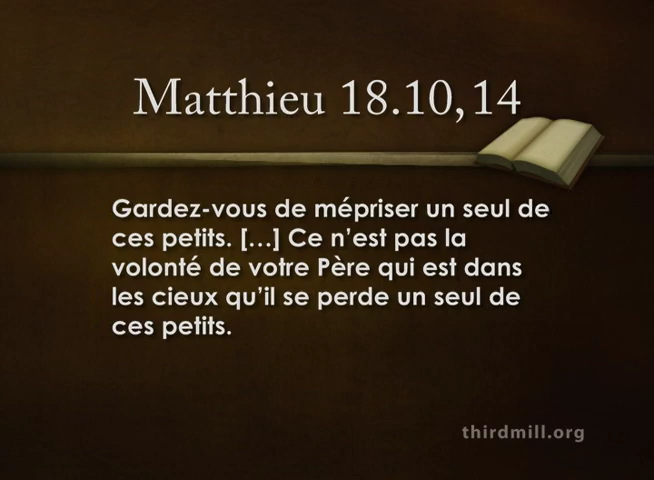 Matthieu 18.10,14
Gardez-vous de mépriser un seul de
ces petits. […] Ce n’est pas la
volonté de votre Père qui est dans
les cieux qu’il se perde un seul de
ces petits.
thirdmill.org